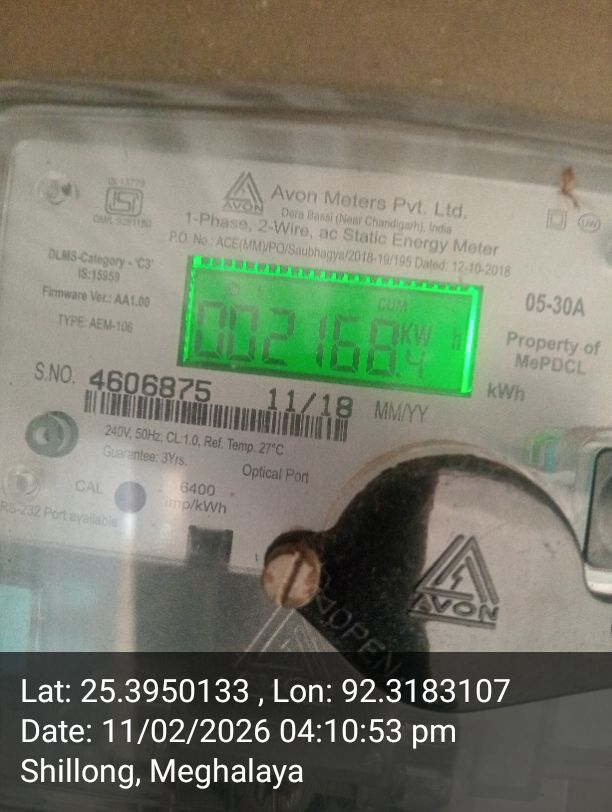 IS:13779
ISI
CM/L 9391180
AVON
Avon Meters Pvt. Ltd.
Dera Bassi (Near Chandigarh), India
1-Phase, 2-Wire, ac Static Energy Meter
P.O. No.: ACE(MM)/PO/Saubhagya/2018-19/195 Dated: 12-10-2018
DLMS-Category - 'C3'
IS:15959
Firmware Ver.: AA1.00
TYPE: AEM-106
CUM
002168.4 KW h
05-30A
Property of
MePDCL
kWh
S.NO. 4606875 11/18 MM/YY
240V, 50Hz, CL:1.0, Ref. Temp. 27°C
Guarantee: 3Yrs.
Optical Port
CAL
6400
imp/kWh
RS-232 Port available
AVON
OPEN
Lat: 25.3950133 , Lon: 92.3183107
Date: 11/02/2026 04:10:53 pm
Shillong, Meghalaya